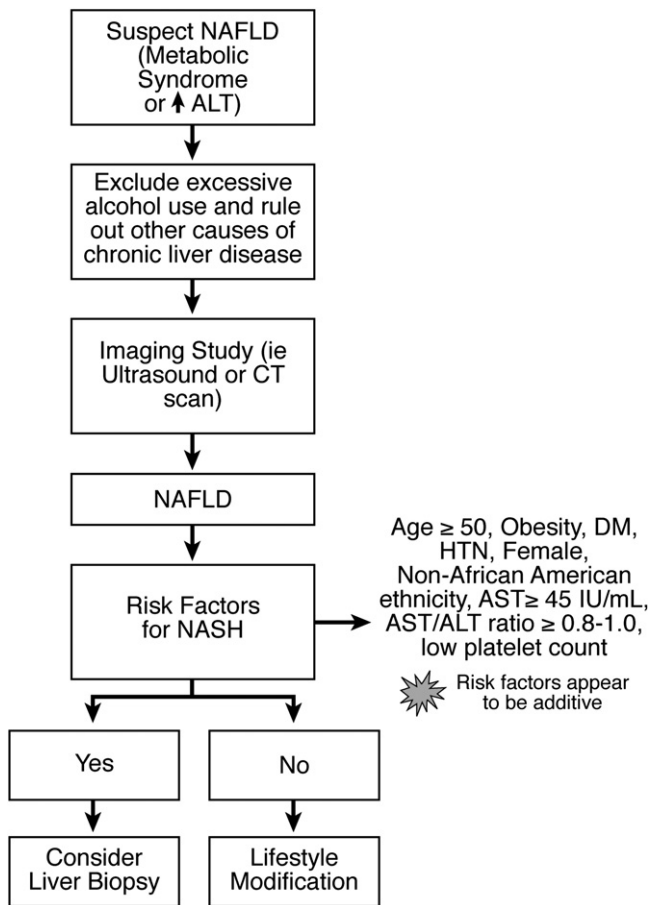 Suspect NAFLD
(Metabolic
Syndrome
or ↑ ALT)
Exclude excessive
alcohol use and rule
out other causes of
chronic liver disease
Imaging Study (ie
Ultrasound or CT
scan)
NAFLD
Risk Factors
for NASH
Age ≥ 50, Obesity, DM,
HTN, Female,
Non-African American
ethnicity, AST≥ 45 IU/mL,
AST/ALT ratio ≥ 0.8-1.0,
low platelet count
Risk factors appear
to be additive
Yes
No
Consider
Liver Biopsy
Lifestyle
Modification